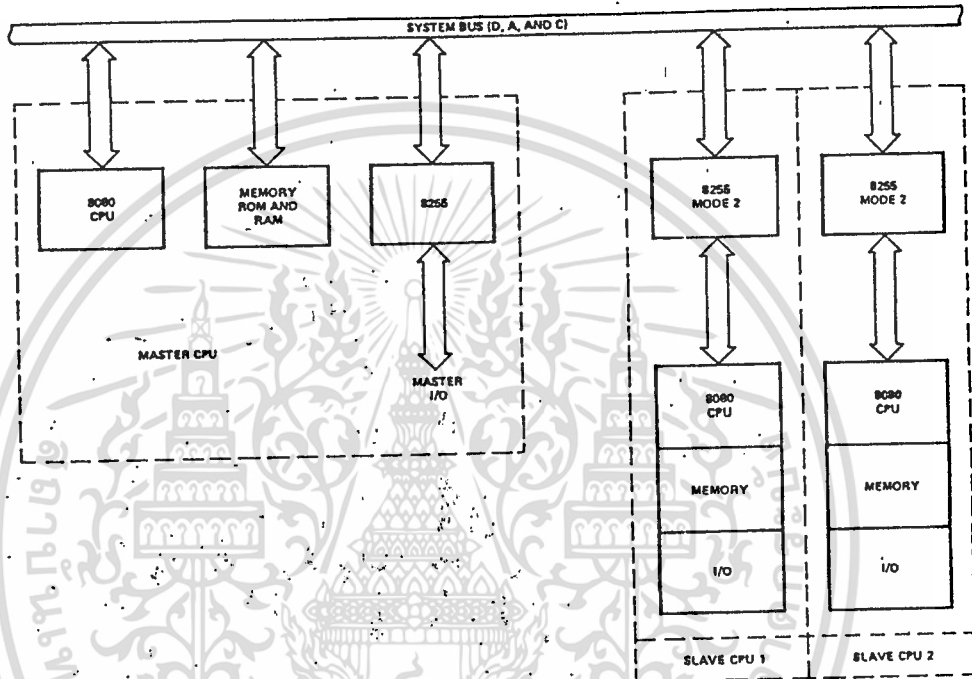 SYSTEM BUS (D, A, AND C)
8080
CPU
MEMORY
ROM AND
RAM
8255
MASTER CPU
MASTER
I/O
8255
MODE 2
8080
CPU
MEMORY
I/O
SLAVE CPU 1
8255
MODE 2
8080
CPU
MEMORY
I/O
SLAVE CPU 2